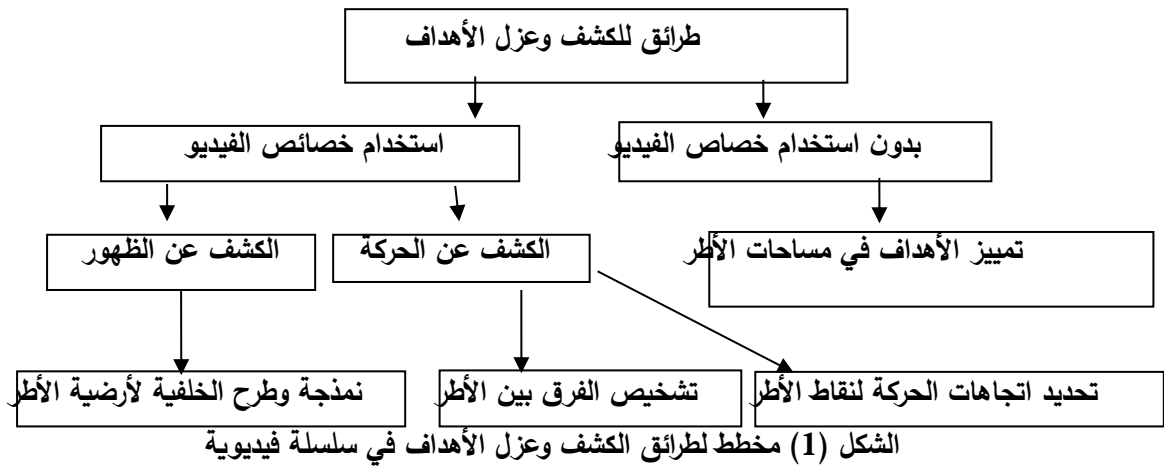 طرائق للكشف وعزل الأهداف
بدون استخدام خصاص الفيديو
استخدام خصائص الفيديو
تمييز الأهداف في مساحات الأطر
الكشف عن الحركة
الكشف عن الظهور
تحديد اتجاهات الحركة لنقاط الأطر
تشخيص الفرق بين الأطر
نمذجة وطرح الخلفية لأرضية الأطر
الشكل (1) مخطط لطرائق الكشف وعزل الأهداف في سلسلة فيديوية